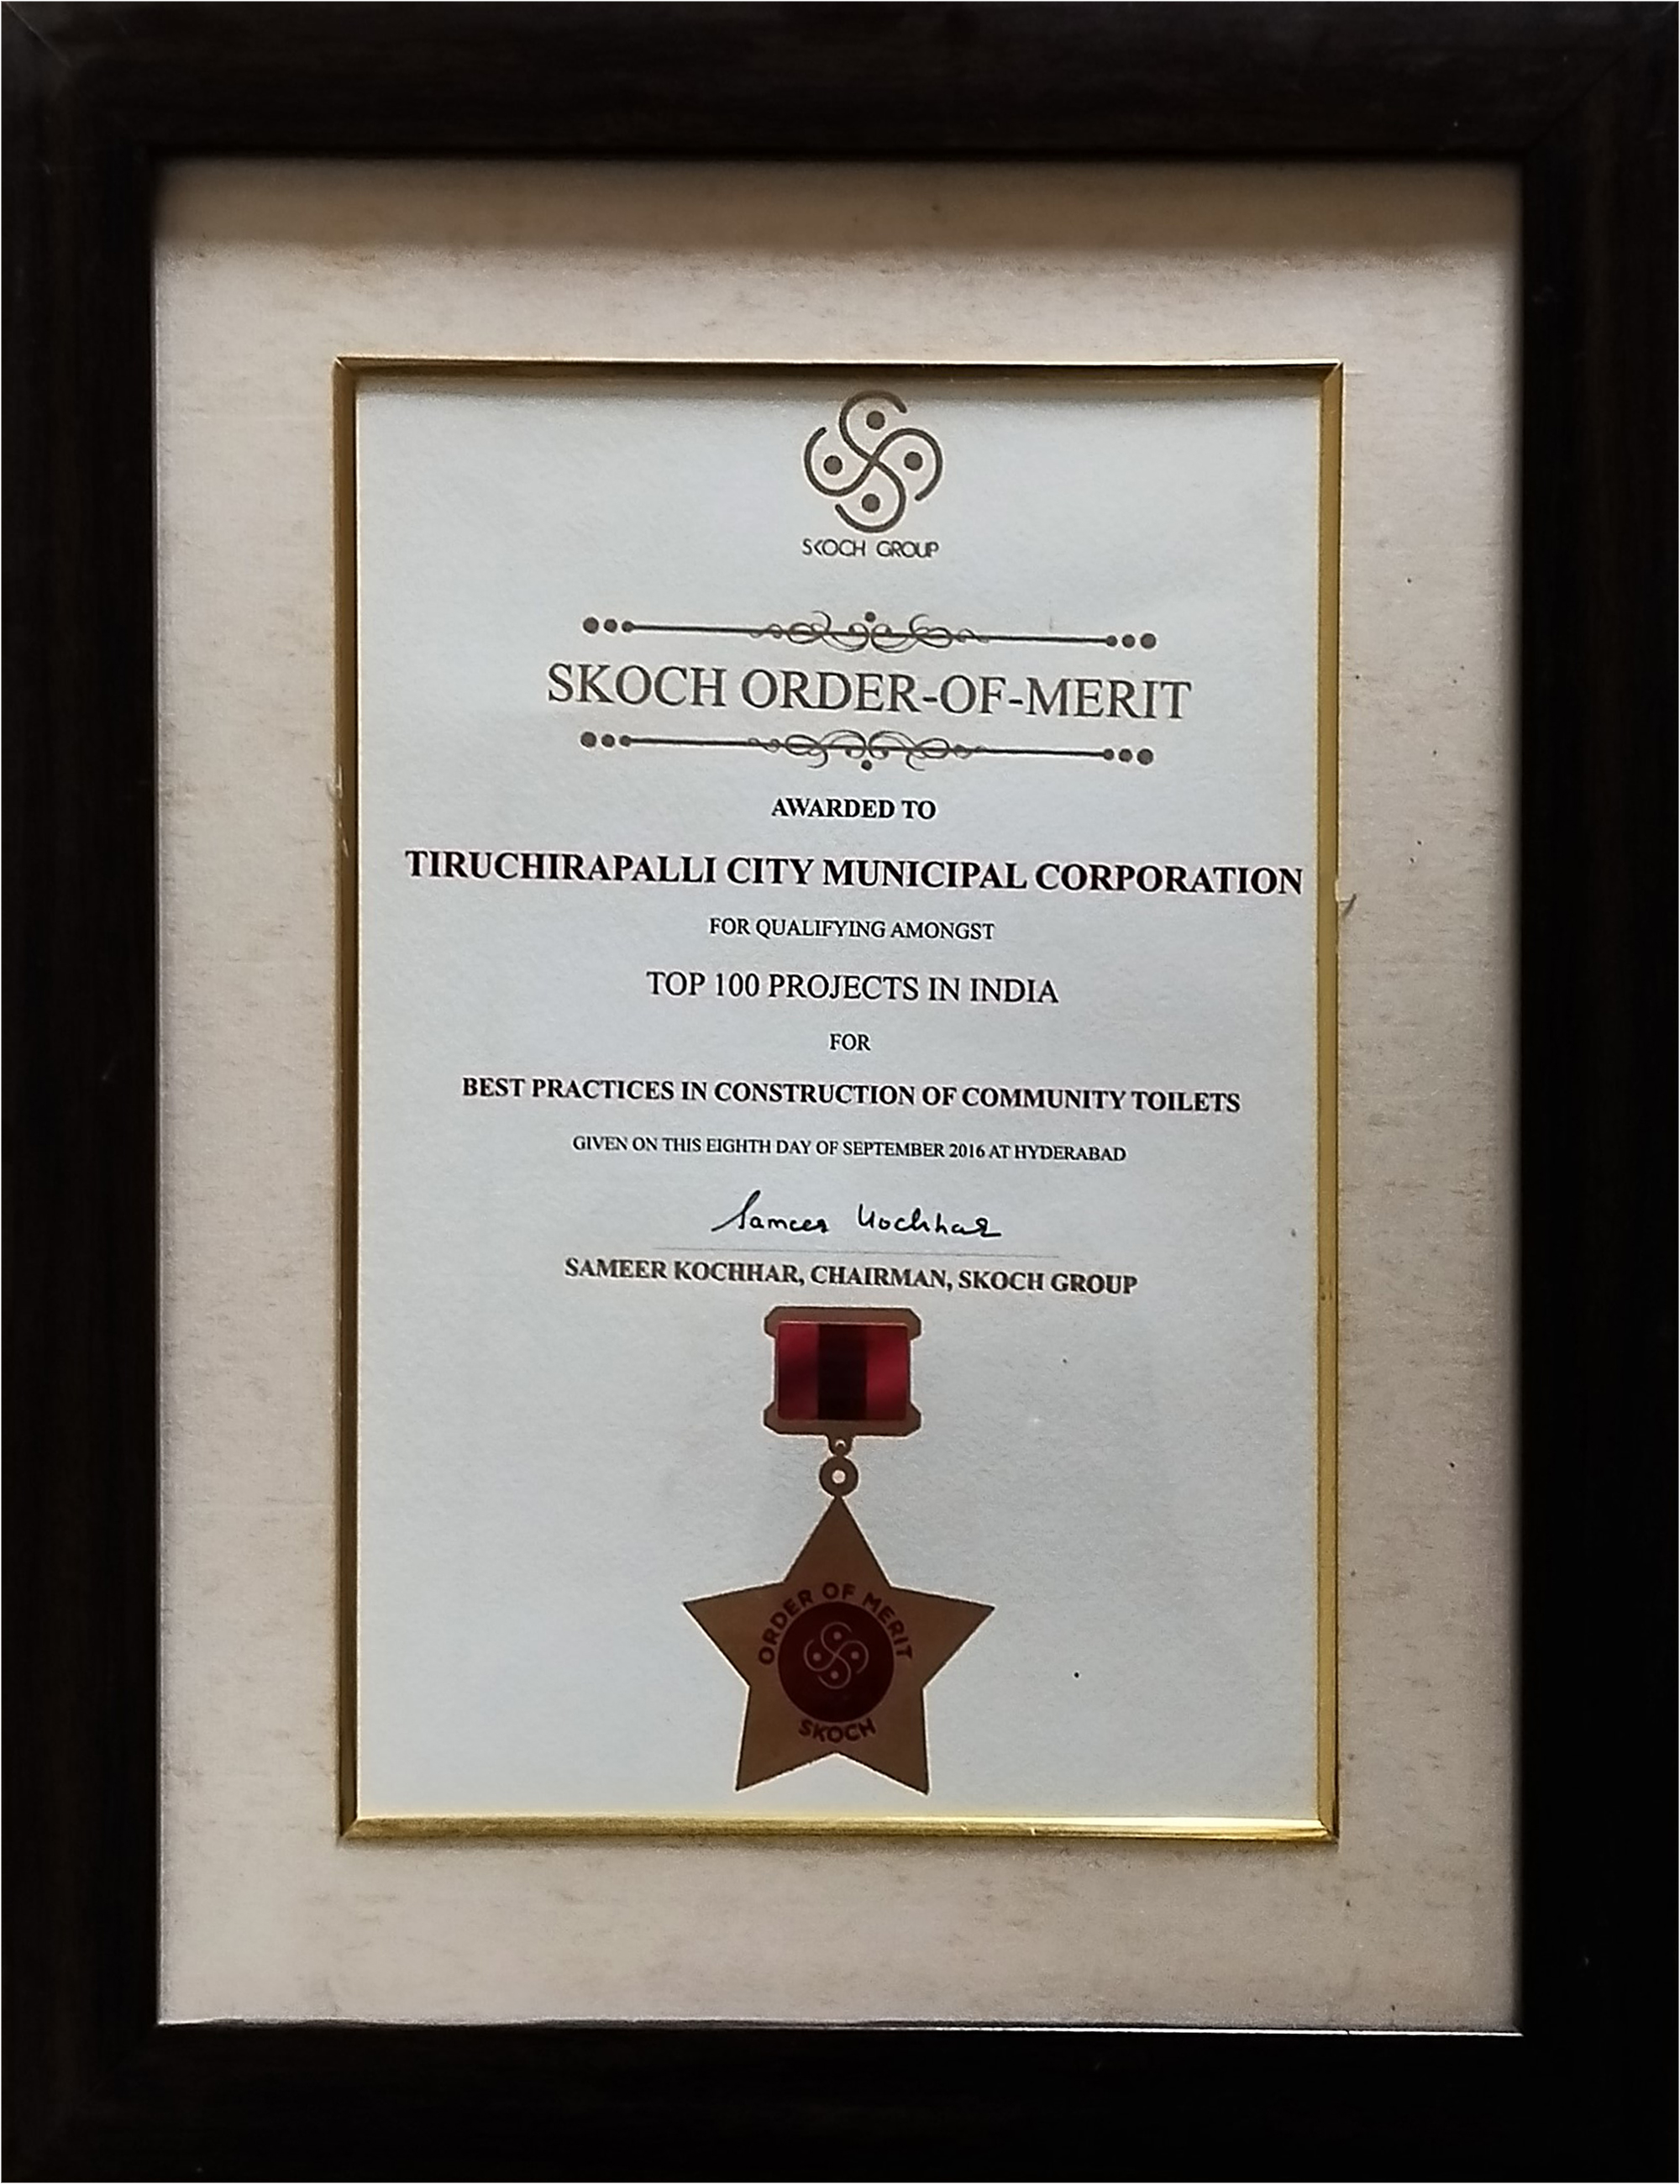 SKOCH GROUP
SKOCH ORDER-OF-MERIT
AWARDED TO
TIRUCHIRAPALLI CITY MUNICIPAL CORPORATION
FOR QUALIFYING AMONGST
TOP 100 PROJECTS IN INDIA
FOR
BEST PRACTICES IN CONSTRUCTION OF COMMUNITY TOILETS
GIVEN ON THIS EIGHTH DAY OF SEPTEMBER 2016 AT HYDERABAD
Sameer Kochhar
SAMEER KOCHHAR, CHAIRMAN, SKOCH GROUP
ORDER OF MERIT
SKOCH